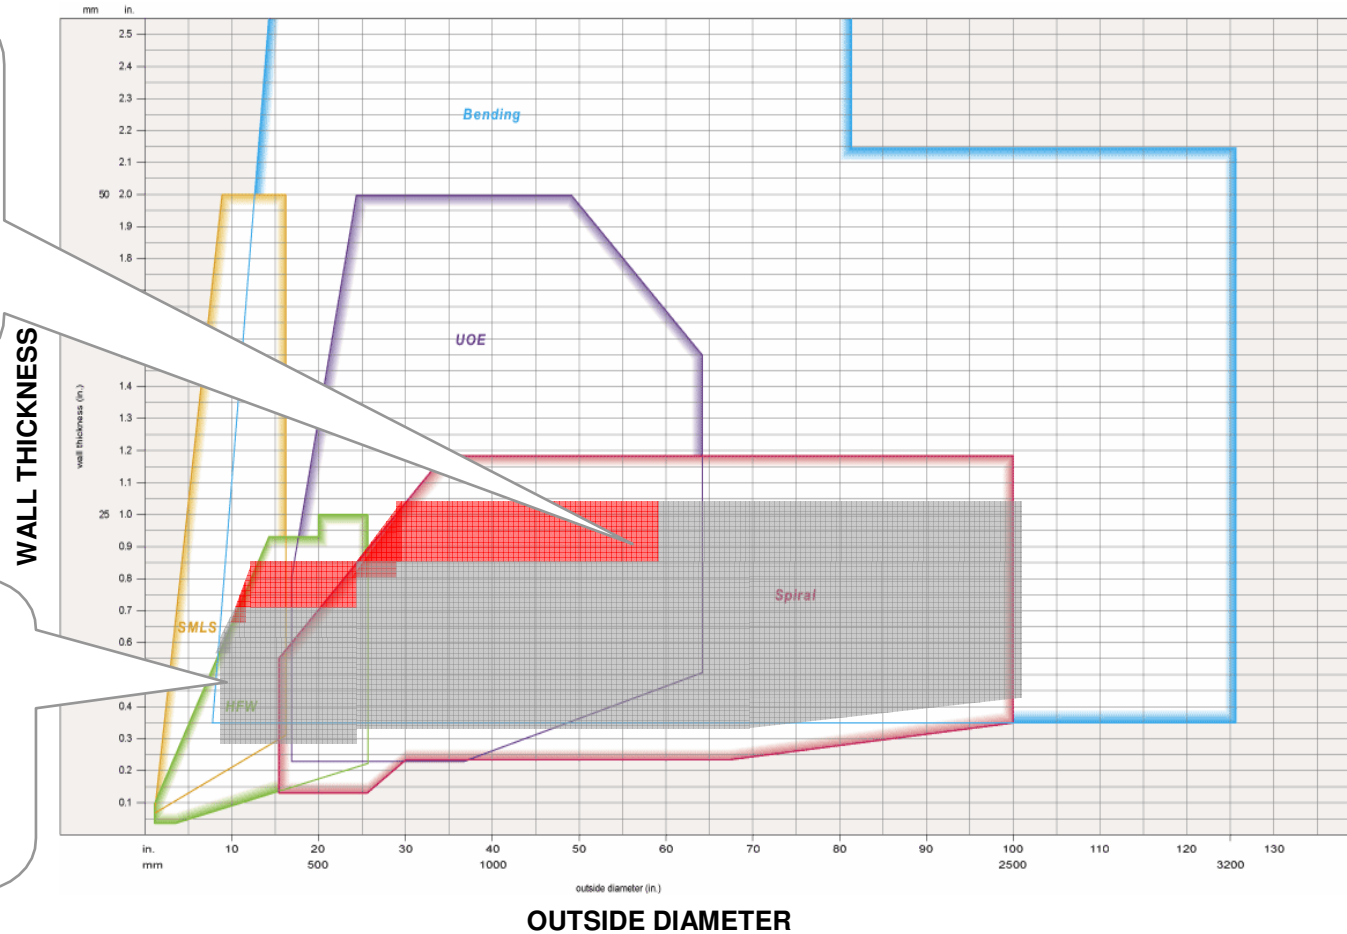 mm in.
2.5
2.4
2.3
2.2
Bending
2.1
50 2.0
1.9
1.8
UOE
WALL THICKNESS
wall thickness (in.)
1.4
1.3
1.2
1.1
25 1.0
0.9
0.8
0.7
Spiral
SMLS
0.6
HFW
0.4
0.3
0.2
0.1
in. 10 20 30 40 50 60 70 80 90 100 110 120 130
mm 500 1000 2500 3200
outside diameter (in.)
OUTSIDE DIAMETER